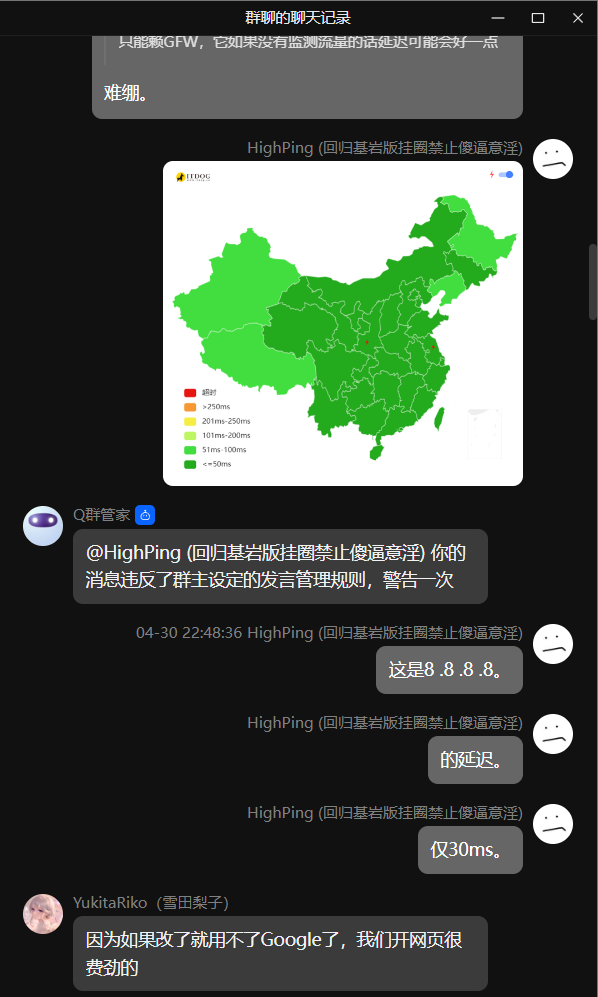 群聊的聊天记录
只能赖GFW，它如果没有监测流量的话延迟可能会好一点
难绷。
HighPing (回归基岩版挂圈禁止傻逼意淫)
ITDOG
超时
>250ms
201ms-250ms
101ms-200ms
51ms-100ms
<=50ms
Q群管家
@HighPing (回归基岩版挂圈禁止傻逼意淫) 你的
消息违反了群主设定的发言管理规则，警告一次
04-30 22:48:36 HighPing (回归基岩版挂圈禁止傻逼意淫)
这是8 .8 .8 .8。
HighPing (回归基岩版挂圈禁止傻逼意淫)
的延迟。
HighPing (回归基岩版挂圈禁止傻逼意淫)
仅30ms。
YukitaRiko（雪田梨子）
因为如果改了就用不了Google了，我们开网页很
费劲的